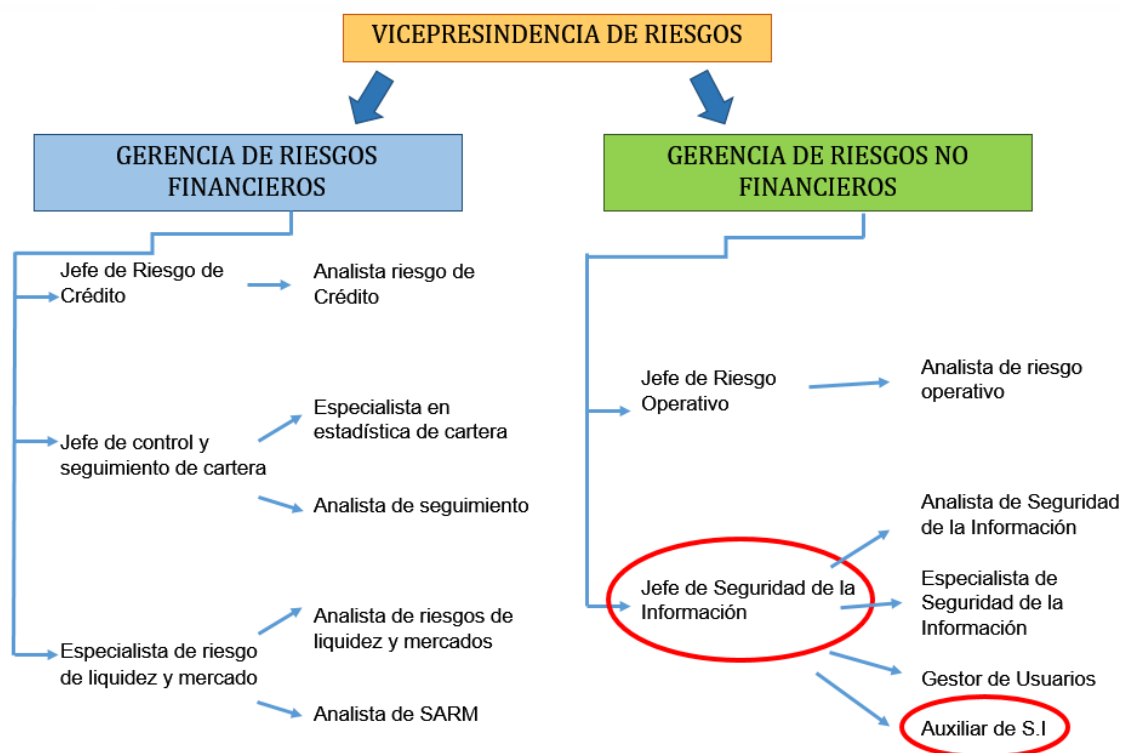 VICEPRESINDENCIA DE RIESGOS
GERENCIA DE RIESGOS
FINANCIEROS
Jefe de Riesgo de
Crédito
Analista riesgo de
Crédito
Jefe de control y
seguimiento de cartera
Especialista en
estadística de cartera
Analista de seguimiento
Especialista de riesgo
de liquidez y mercado
Analista de riesgos de
liquidez y mercados
Analista de SARM
GERENCIA DE RIESGOS NO
FINANCIEROS
Jefe de Riesgo
Operativo
Analista de riesgo
operativo
Jefe de Seguridad de la
Información
Analista de Seguridad
de la Información
Especialista de
Seguridad de la
Información
Gestor de Usuarios
Auxiliar de S.I